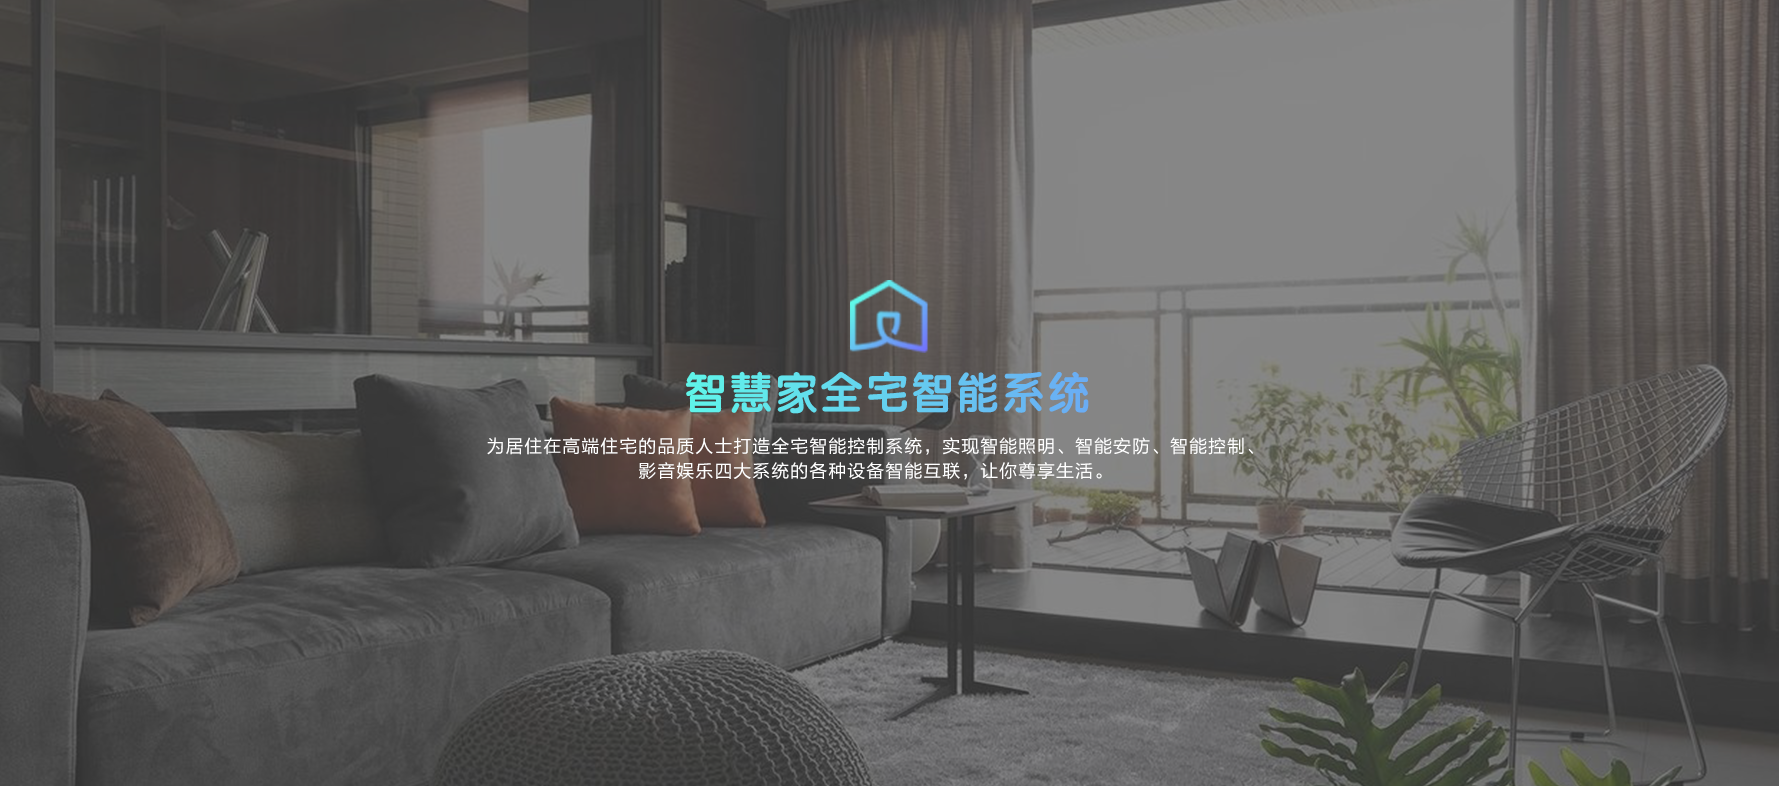 智慧家全宅智能系统
为居住在高端住宅的品质人士打造全宅智能控制系统，实现智能照明、智能安防、智能控制、
影音娱乐四大系统的各种设备智能互联，让你尊享生活。